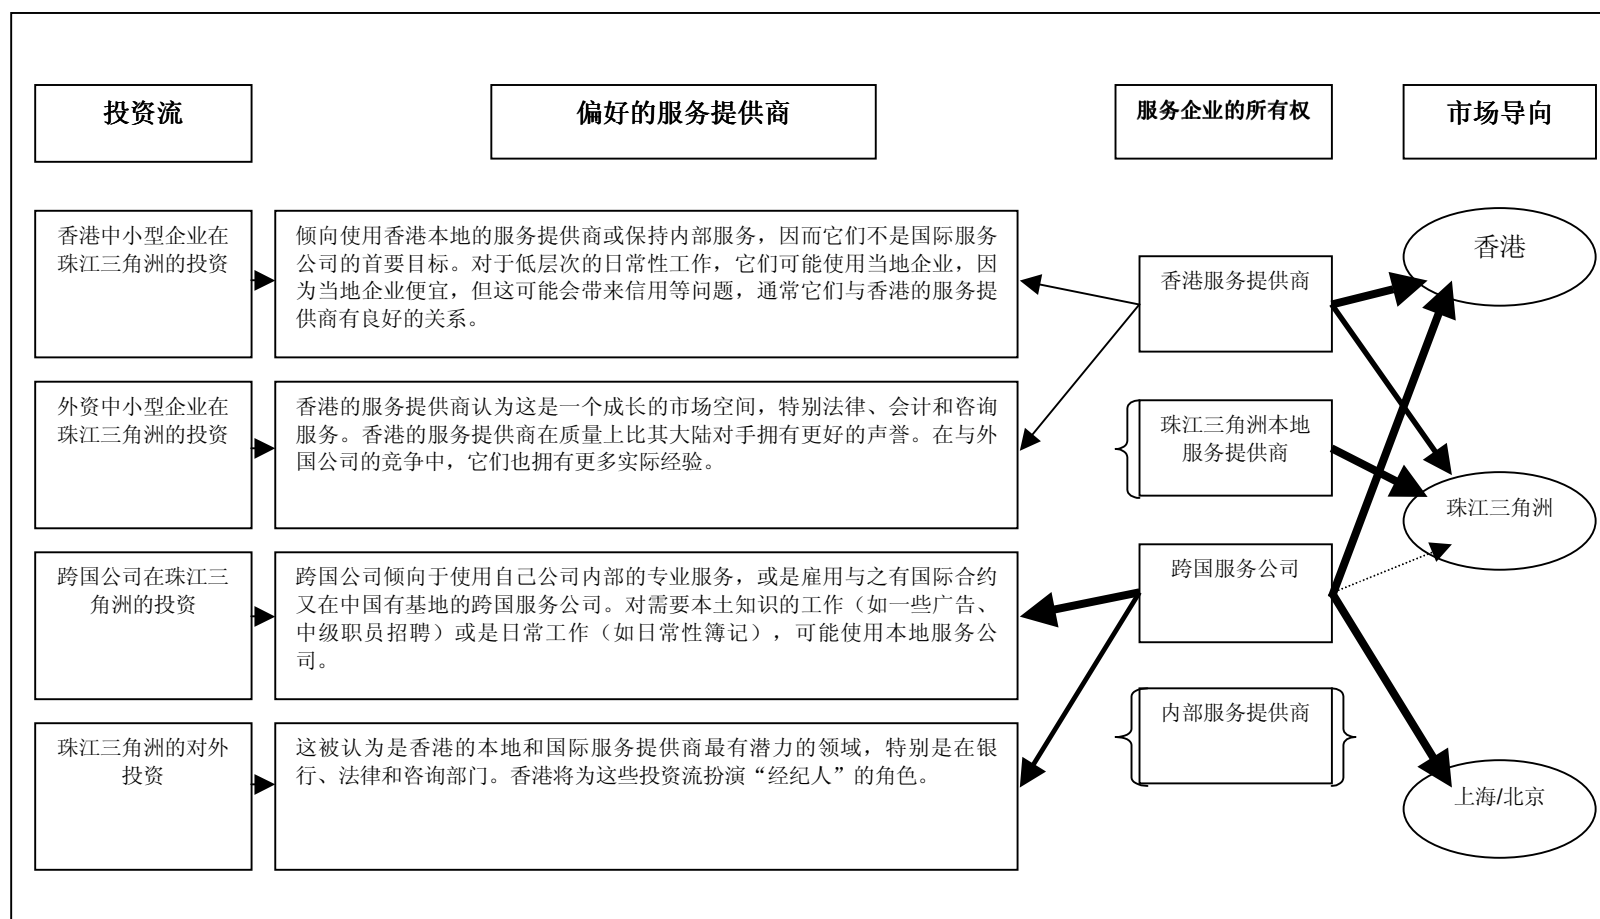 投资流
偏好的服务提供商
服务企业的所有权
市场导向
香港中小型企业在
珠江三角洲的投资
倾向使用香港本地的服务提供商或保持内部服务，因而它们不是国际服务
公司的首要目标。对于低层次的日常性工作，它们可能使用当地企业，因
为当地企业便宜，但这可能会带来信用等问题，通常它们与香港的服务提
供商有良好的关系。
香港服务提供商
香港
外资中小型企业在
珠江三角洲的投资
香港的服务提供商认为这是一个成长的市场空间，特别法律、会计和咨询
服务。香港的服务提供商在质量上比其大陆对手拥有更好的声誉。在与外
国公司的竞争中，它们也拥有更多实际经验。
珠江三角洲本地
服务提供商
珠江三角洲
跨国公司在珠江三
角洲的投资
跨国公司倾向于使用自己公司内部的专业服务，或是雇用与之有国际合约
又在中国有基地的跨国服务公司。对需要本土知识的工作（如一些广告、
中级职员招聘）或是日常工作（如日常性簿记），可能使用本地服务公
司。
跨国服务公司
珠江三角洲的对外
投资
这被认为是香港的本地和国际服务提供商最有潜力的领域，特别是在银
行、法律和咨询部门。香港将为这些投资流扮演“经纪人”的角色。
内部服务提供商
上海/北京